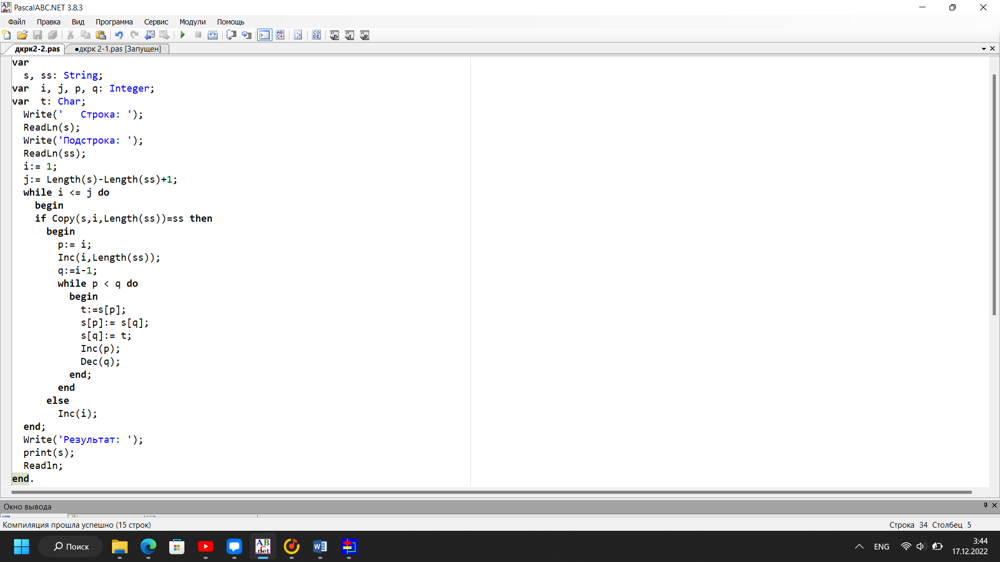 PascalABC.NET 3.8.3
Файл Правка Вид Программа Сервис Модули Помощь
дкрк2-2.pas •дкрк 2-1.pas [Запущен]
var
  s, ss: String;
var  i, j, p, q: Integer;
var  t: Char;
  Write('   Строка: ');
  ReadLn(s);
  Write('Подстрока: ');
  ReadLn(ss);
  i:= 1;
  j:= Length(s)-Length(ss)+1;
  while i <= j do
    begin
    if Copy(s,i,Length(ss))=ss then
      begin
        p:= i;
        Inc(i,Length(ss));
        q:=i-1;
        while p < q do
          begin
            t:=s[p];
            s[p]:= s[q];
            s[q]:= t;
            Inc(p);
            Dec(q);
          end;
        end
      else
        Inc(i);
  end;
  Write('Результат: ');
  print(s);
  Readln;
end.
Окно вывода
Компиляция прошла успешно (15 строк) Строка 34 Столбец 5
Поиск ENG 3:44
17.12.2022